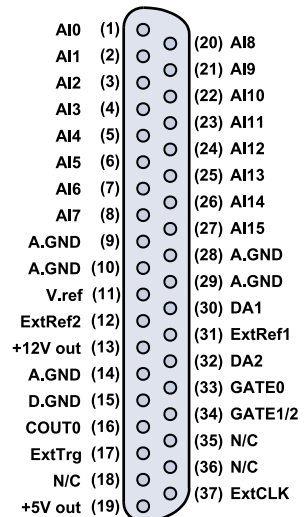 AI0 (1)
AI1 (2)
AI2 (3)
AI3 (4)
AI4 (5)
AI5 (6)
AI6 (7)
AI7 (8)
A.GND (9)
A.GND (10)
V.ref (11)
ExtRef2 (12)
+12V out (13)
A.GND (14)
D.GND (15)
COUT0 (16)
ExtTrg (17)
N/C (18)
+5V out (19)
(20) AI8
(21) AI9
(22) AI10
(23) AI11
(24) AI12
(25) AI13
(26) AI14
(27) AI15
(28) A.GND
(29) A.GND
(30) DA1
(31) ExtRef1
(32) DA2
(33) GATE0
(34) GATE1/2
(35) N/C
(36) N/C
(37) ExtCLK